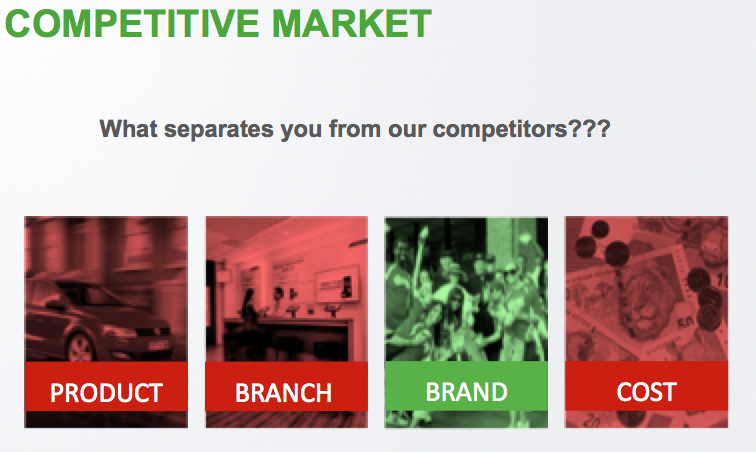 COMPETITIVE MARKET
What separates you from our competitors???
PRODUCT
BRANCH
BRAND
COST